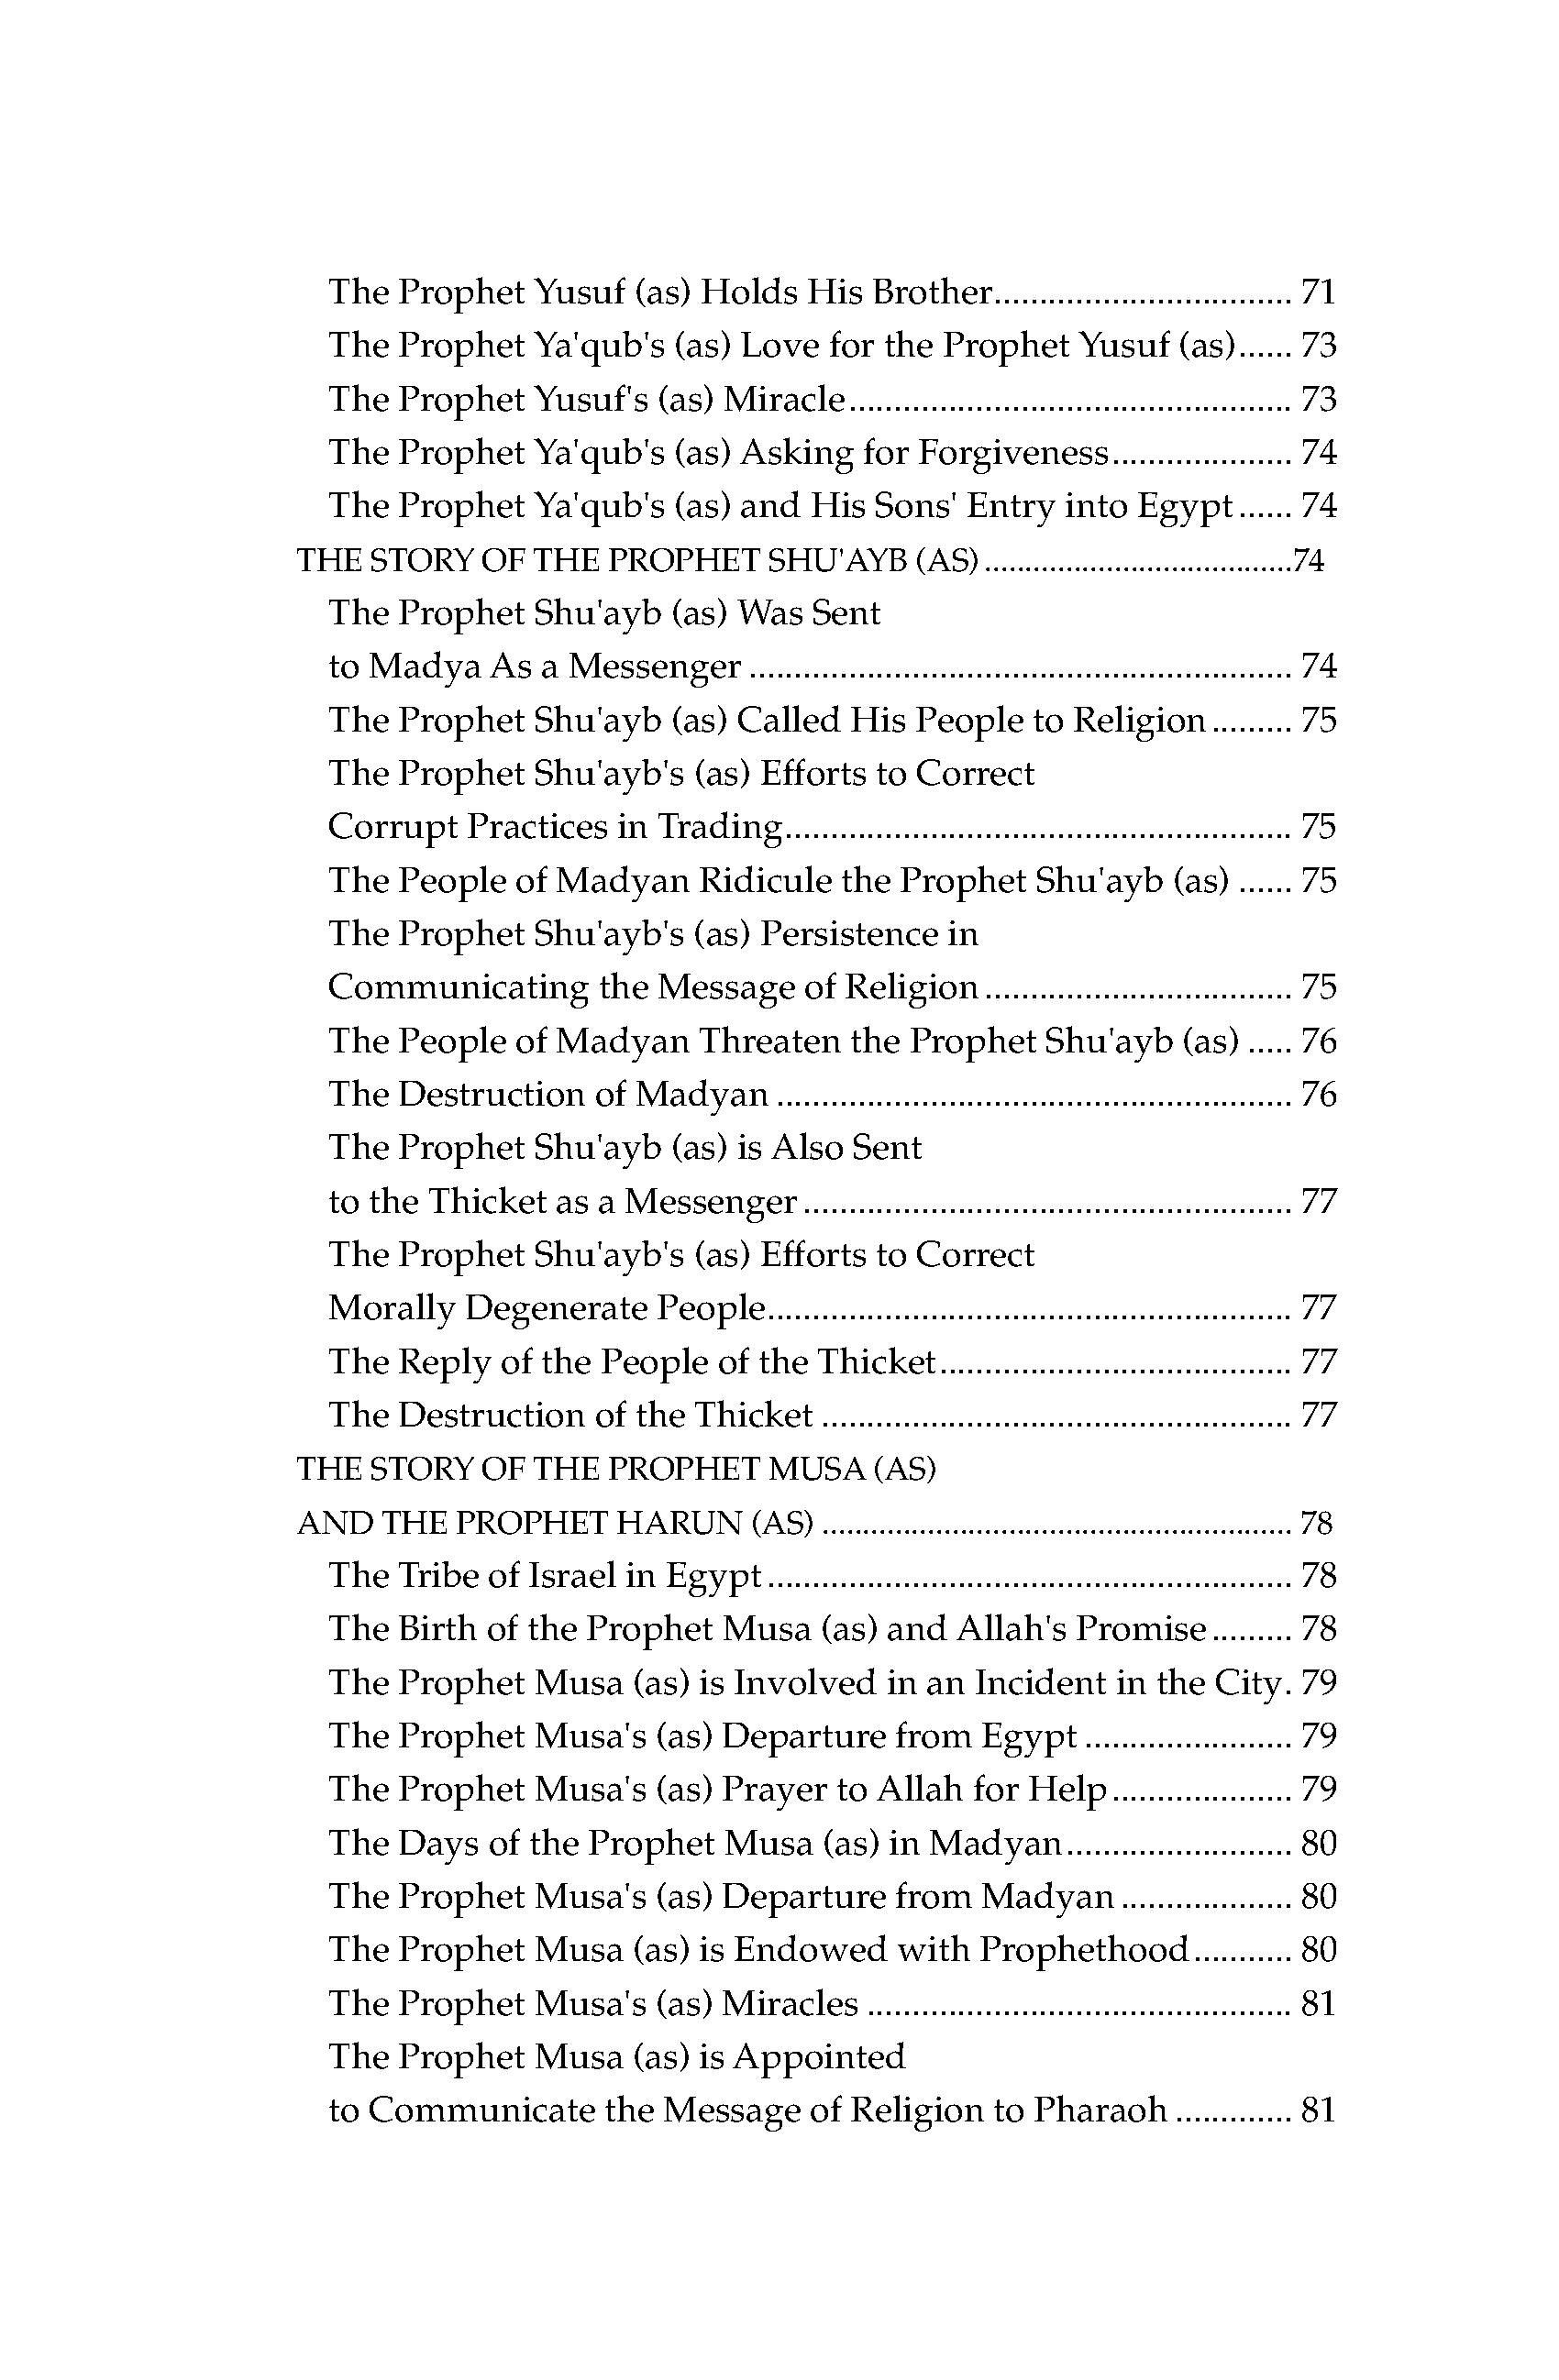 The Prophet Yusuf (as) Holds His Brother................................. 71
The Prophet Ya'qub's (as) Love for the Prophet Yusuf (as)...... 73
The Prophet Yusuf's (as) Miracle................................................. 73
The Prophet Ya'qub's (as) Asking for Forgiveness.................... 74
The Prophet Ya'qub's (as) and His Sons' Entry into Egypt...... 74
THE STORY OF THE PROPHET SHU'AYB (AS)......................................74
The Prophet Shu'ayb (as) Was Sent
to Madya As a Messenger ............................................................ 74
The Prophet Shu'ayb (as) Called His People to Religion......... 75
The Prophet Shu'ayb's (as) Efforts to Correct
Corrupt Practices in Trading........................................................ 75
The People of Madyan Ridicule the Prophet Shu'ayb (as) ...... 75
The Prophet Shu'ayb's (as) Persistence in
Communicating the Message of Religion.................................. 75
The People of Madyan Threaten the Prophet Shu'ayb (as) ..... 76
The Destruction of Madyan ......................................................... 76
The Prophet Shu'ayb (as) is Also Sent
to the Thicket as a Messenger...................................................... 77
The Prophet Shu'ayb's (as) Efforts to Correct
Morally Degenerate People.......................................................... 77
The Reply of the People of the Thicket....................................... 77
The Destruction of the Thicket .................................................... 77
THE STORY OF THE PROPHET MUSA (AS)
AND THE PROPHET HARUN (AS) .......................................................... 78
The Tribe of Israel in Egypt.......................................................... 78
The Birth of the Prophet Musa (as) and Allah's Promise......... 78
The Prophet Musa (as) is Involved in an Incident in the City. 79
The Prophet Musa's (as) Departure from Egypt ....................... 79
The Prophet Musa's (as) Prayer to Allah for Help.................... 79
The Days of the Prophet Musa (as) in Madyan......................... 80
The Prophet Musa's (as) Departure from Madyan ................... 80
The Prophet Musa (as) is Endowed with Prophethood........... 80
The Prophet Musa's (as) Miracles ............................................... 81
The Prophet Musa (as) is Appointed
to Communicate the Message of Religion to Pharaoh ............. 81